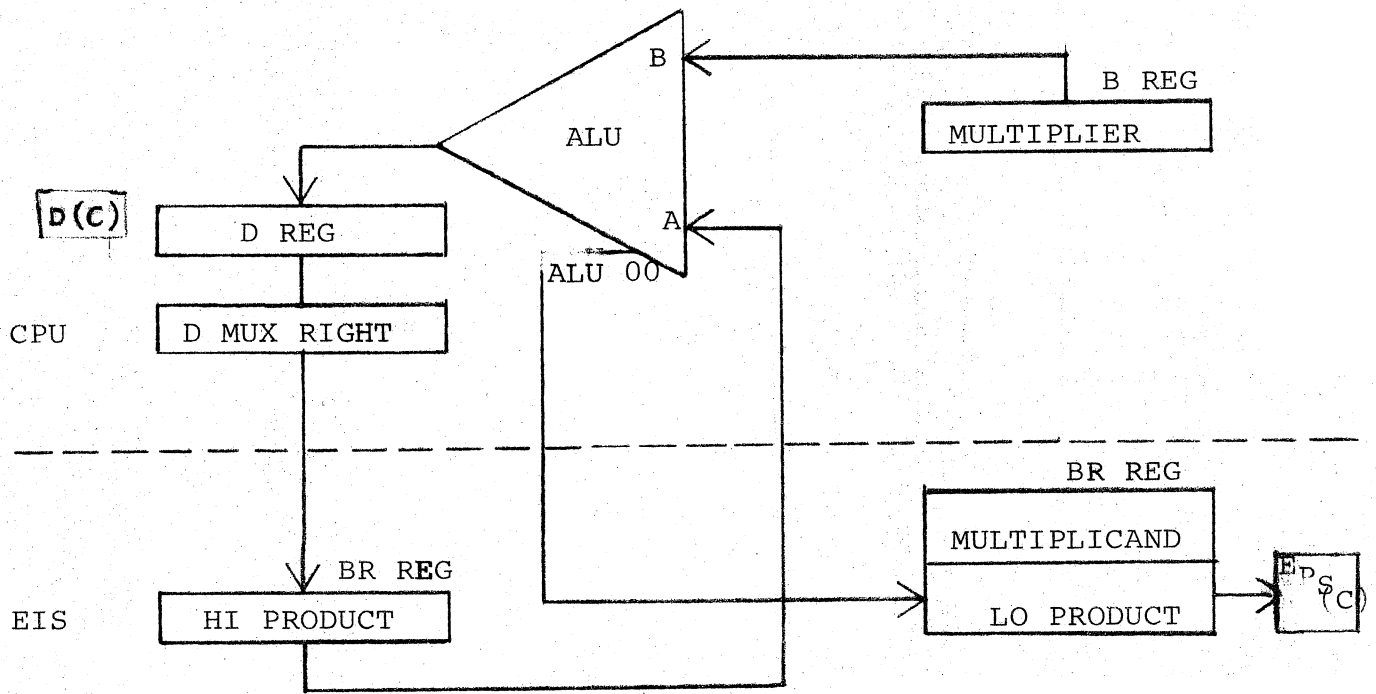 B
B REG
ALU
MULTIPLIER
D(C)
D REG
A
ALU 00
CPU
D MUX RIGHT
BR REG
MULTIPLICAND
BR REG
EIS
HI PRODUCT
LO PRODUCT
EPS(C)